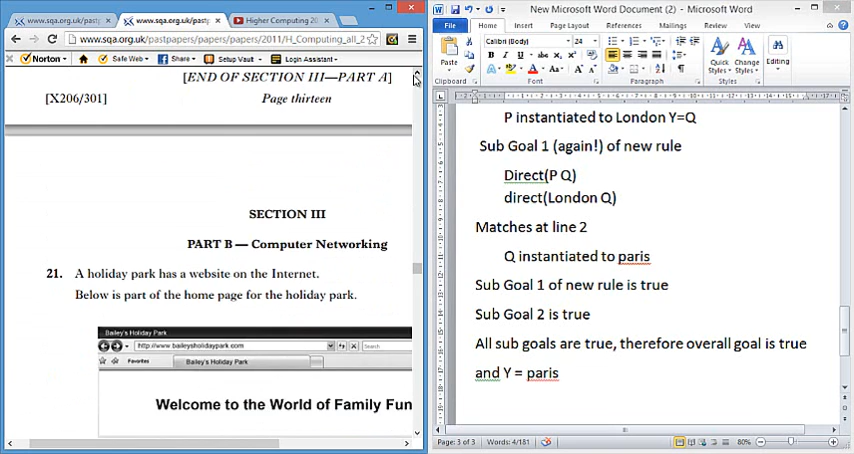 www.sqa.org.uk/past
www.sqa.org.uk/pastpa
Higher Computing 20
www.sqa.org.uk/pastpapers/papers/papers/2011/H_Computing_all_2
Norton
Safe Web
Share
Setup Vault
Login Assistant
[END OF SECTION III—PART A]
[X206/301]
Page thirteen
SECTION III
PART B — Computer Networking
21. A holiday park has a website on the Internet.
Below is part of the home page for the holiday park.
Bailey's Holiday Park
http://www.baileysholidaypark.com
Search
Favorites
Bailey's Holiday Park
Welcome to the World of Family Fun
New Microsoft Word Document (2) - Microsoft Word
File
Home
Insert
Page Layout
References
Mailings
Review
View
Calibri (Body)
Paste
Quick Styles
Change Styles
Editing
Clipboard
Font
Paragraph
Styles
P instantiated to London Y=Q
Sub Goal 1 (again!) of new rule
Direct(P Q)
direct(London Q)
Matches at line 2
Q instantiated to paris
Sub Goal 1 of new rule is true
Sub Goal 2 is true
All sub goals are true, therefore overall goal is true
and Y = paris
Page: 3 of 3
Words: 4/181
80%